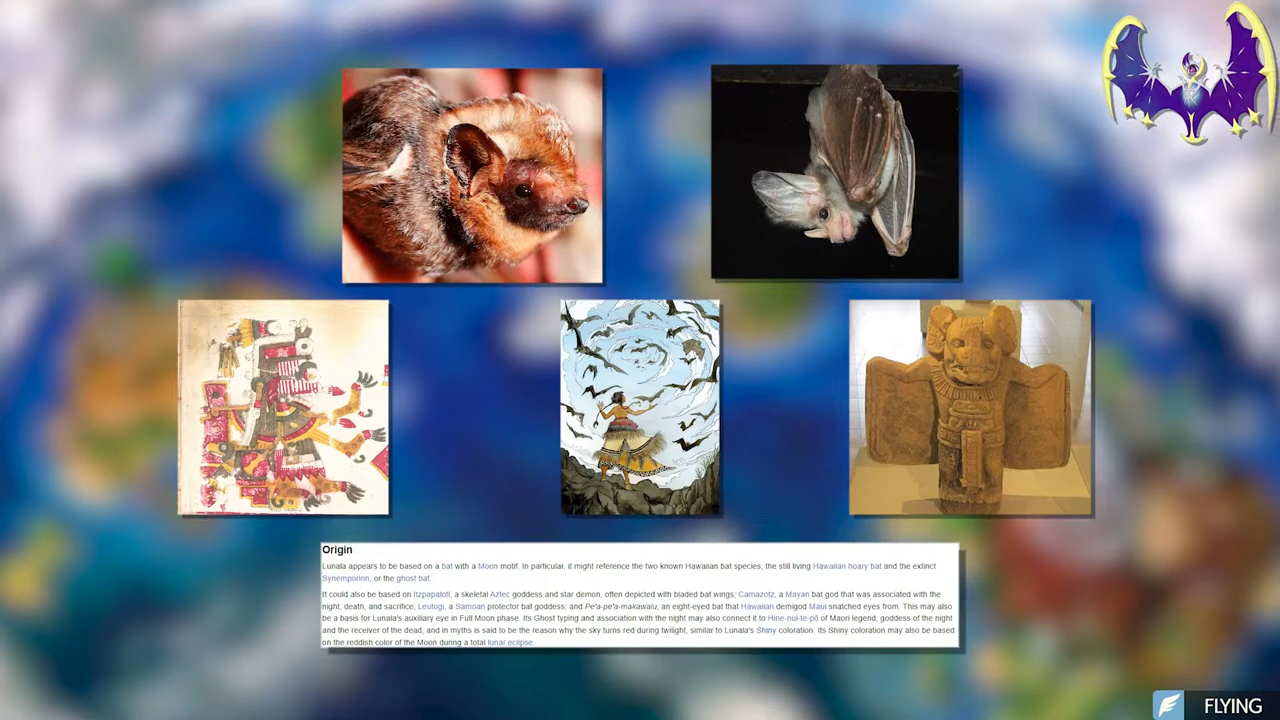 Origin
Lunala appears to be based on a bat with a Moon motif. In particular, it might reference the two known Hawaiian bat species, the still living Hawaiian hoary bat and the extinct
Synemporion, or the ghost bat.
It could also be based on Itzpapalotl, a skeletal Aztec goddess and star demon, often depicted with bladed bat wings; Camazotz, a Mayan bat god that was associated with the
night, death, and sacrifice; Leutogi, a Samoan protector bat goddess; and Pe'a-pe'a-makawalu, an eight-eyed bat that Hawaiian demigod Maui snatched eyes from. This may also
be a basis for Lunala's auxiliary eye in Full Moon phase. Its Ghost typing and association with the night may also connect it to Hine-nui-te-pō of Maori legend, goddess of the night
and the receiver of the dead, and in myths is said to be the reason why the sky turns red during twilight, similar to Lunala's Shiny coloration. Its Shiny coloration may also be based
on the reddish color of the Moon during a total lunar eclipse.
FLYING